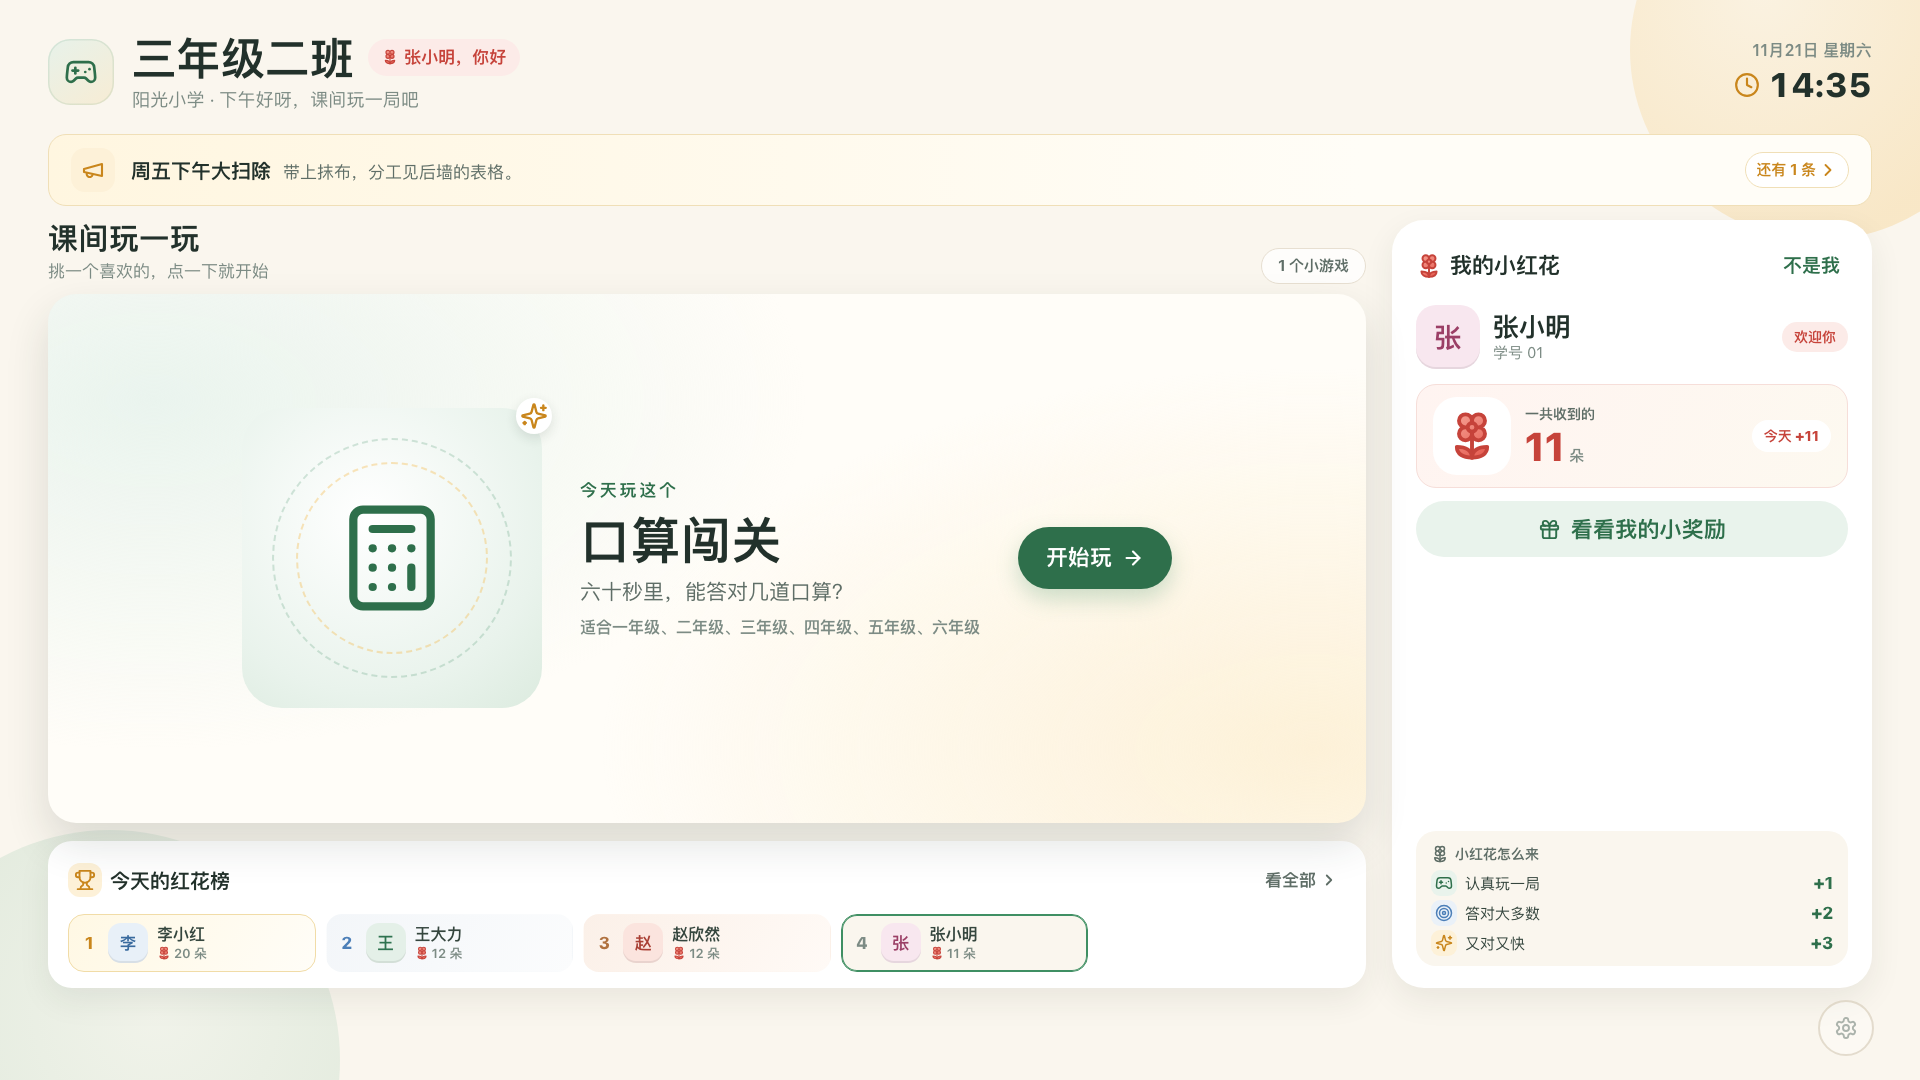 三年级二班
张小明，你好
阳光小学 · 下午好呀，课间玩一局吧
11月21日 星期六
14:35
周五下午大扫除 带上抹布，分工见后墙的表格。
还有 1 条
课间玩一玩
挑一个喜欢的，点一下就开始
1 个小游戏
今天玩这个
口算闯关
六十秒里，能答对几道口算？
适合一年级、二年级、三年级、四年级、五年级、六年级
开始玩
今天的红花榜
看全部
1 李 李小红
20 朵
2 王 王大力
12 朵
3 赵 赵欣然
12 朵
4 张 张小明
11 朵
我的小红花
不是我
张
张小明
学号 01
欢迎你
一共收到的
11 朵
今天 +11
看看我的小奖励
小红花怎么来
认真玩一局 +1
答对大多数 +2
又对又快 +3